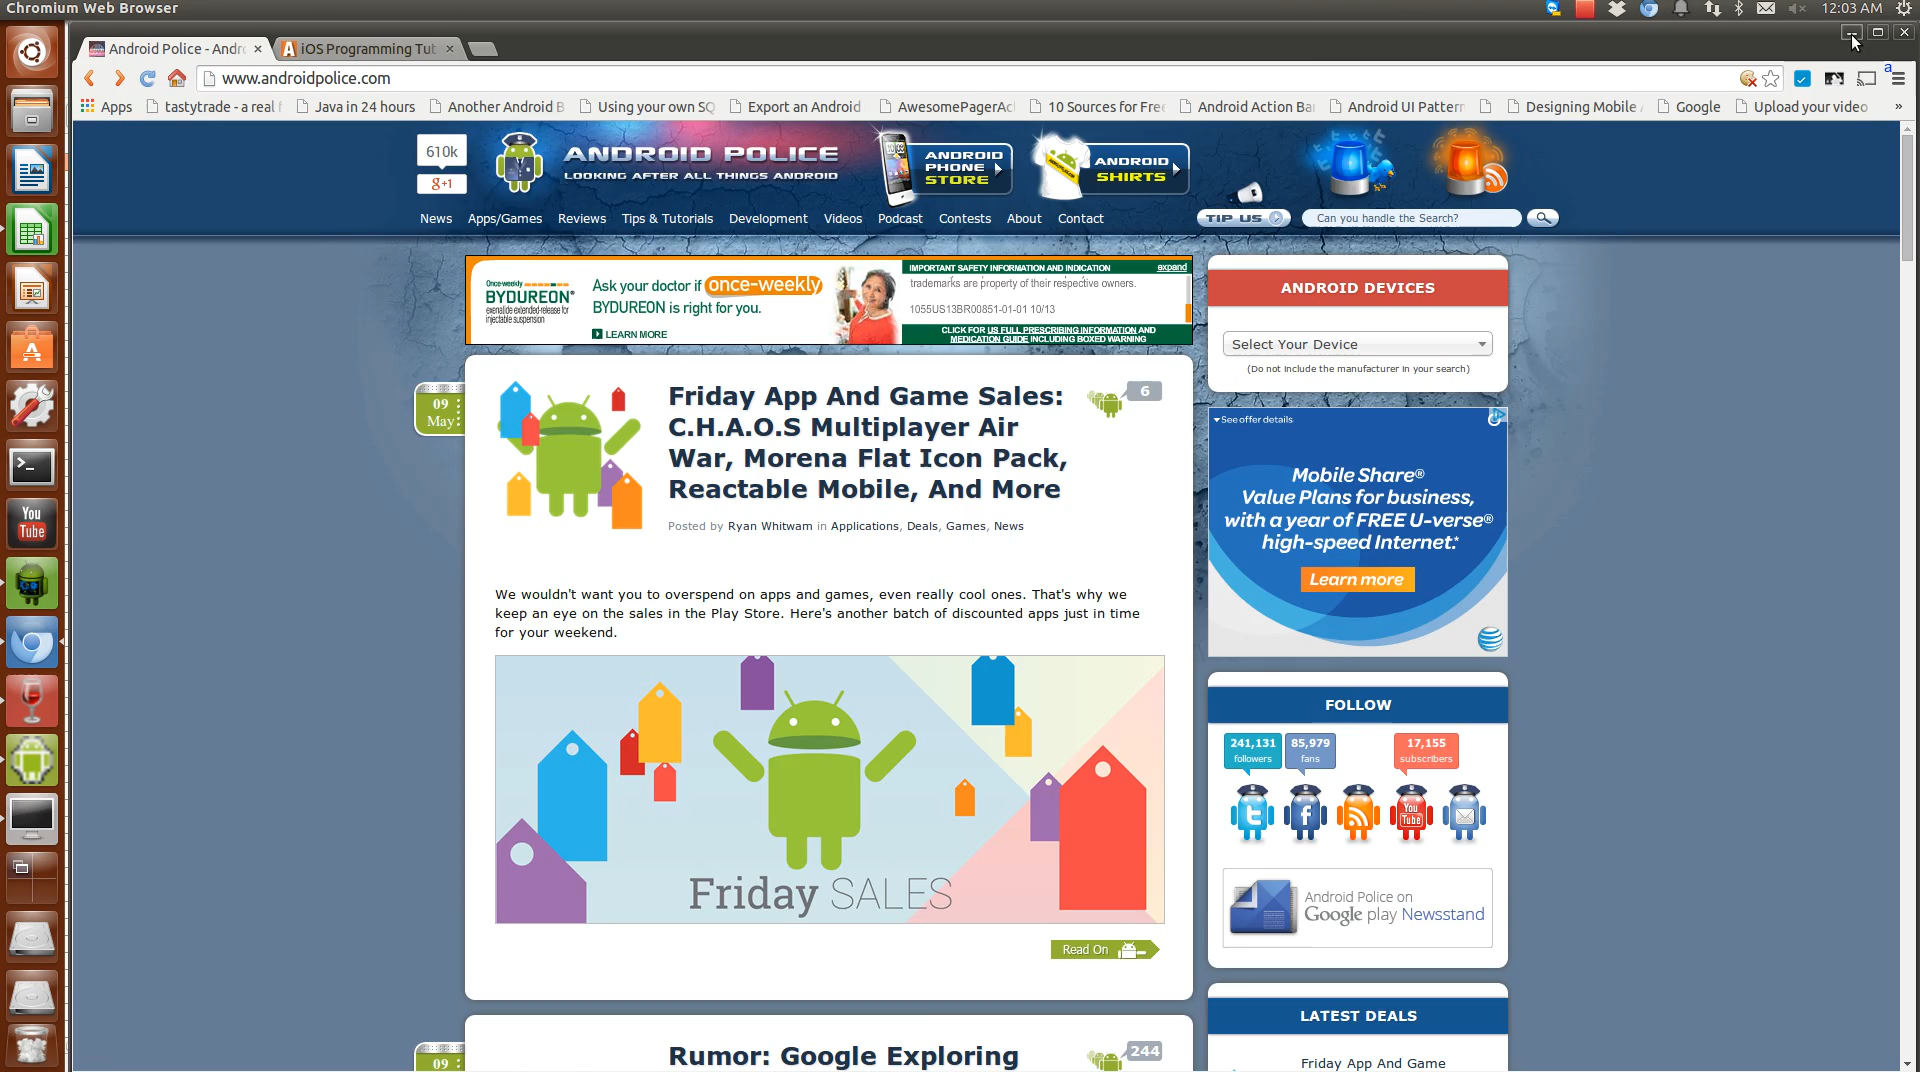 Chromium Web Browser
12:03 AM
Android Police - Andr
iOS Programming Tut
www.androidpolice.com
Apps
tastytrade - a real f
Java in 24 hours
Another Android B
Using your own SQ
Export an Android
AwesomePagerAc
10 Sources for Free
Android Action Ba
Android UI Pattern
Designing Mobile
Google
Upload your video
»
610k
g+1
ANDROID POLICE
LOOKING AFTER ALL THINGS ANDROID
ANDROID
PHONE
STORE
ANDROID
SHIRTS
News
Apps/Games
Reviews
Tips & Tutorials
Development
Videos
Podcast
Contests
About
Contact
TIP US
Can you handle the Search?
Once-weekly
BYDUREON®
exenatide extended-release for
injectable suspension
Ask your doctor if once-weekly
BYDUREON is right for you.
LEARN MORE
IMPORTANT SAFETY INFORMATION AND INDICATION
expand
trademarks are property of their respective owners.
1055US13BR00851-01-01 10/13
CLICK FOR US FULL PRESCRIBING INFORMATION AND
MEDICATION GUIDE INCLUDING BOXED WARNING
09
May
Friday App And Game Sales:
C.H.A.O.S Multiplayer Air
War, Morena Flat Icon Pack,
Reactable Mobile, And More
6
Posted by Ryan Whitwam in Applications, Deals, Games, News
We wouldn't want you to overspend on apps and games, even really cool ones. That's why we
keep an eye on the sales in the Play Store. Here's another batch of discounted apps just in time
for your weekend.
Friday SALES
Read On
09
Rumor: Google Exploring
244
ANDROID DEVICES
Select Your Device
(Do not include the manufacturer in your search)
See offer details
Mobile Share®
Value Plans for business,
with a year of FREE U-verse®
high-speed Internet.*
Learn more
FOLLOW
241,131
followers
85,979
fans
17,155
subscribers
You
Tube
Android Police on
Google play Newsstand
LATEST DEALS
Friday App And Game
You
Tube